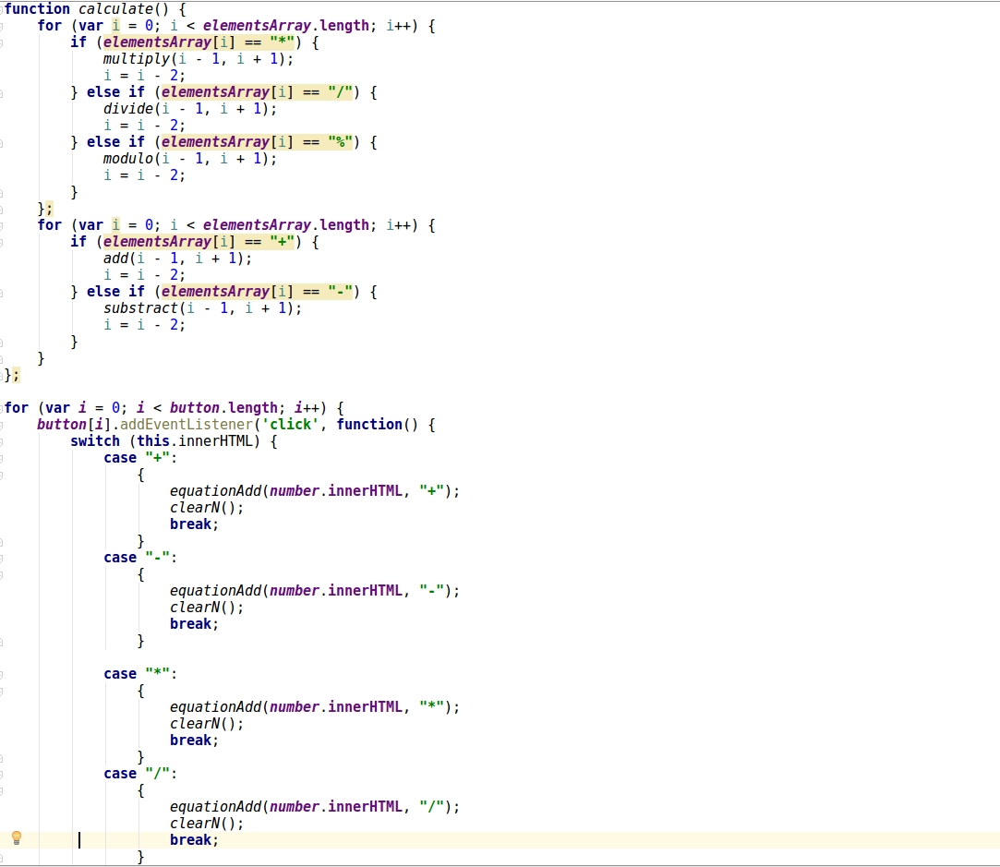 function calculate() {
    for (var i = 0; i < elementsArray.length; i++) {
        if (elementsArray[i] == "*") {
            multiply(i - 1, i + 1);
            i = i - 2;
        } else if (elementsArray[i] == "/") {
            divide(i - 1, i + 1);
            i = i - 2;
        } else if (elementsArray[i] == "%") {
            modulo(i - 1, i + 1);
            i = i - 2;
        }
    };
    for (var i = 0; i < elementsArray.length; i++) {
        if (elementsArray[i] == "+") {
            add(i - 1, i + 1);
            i = i - 2;
        } else if (elementsArray[i] == "-") {
            substract(i - 1, i + 1);
            i = i - 2;
        }
    }
};

for (var i = 0; i < button.length; i++) {
    button[i].addEventListener('click', function() {
        switch (this.innerHTML) {
            case "+":
                {
                    equationAdd(number.innerHTML, "+");
                    clearN();
                    break;
                }
            case "-":
                {
                    equationAdd(number.innerHTML, "-");
                    clearN();
                    break;
                }

            case "*":
                {
                    equationAdd(number.innerHTML, "*");
                    clearN();
                    break;
                }
            case "/":
                {
                    equationAdd(number.innerHTML, "/");
                    clearN();
                    break;
                }